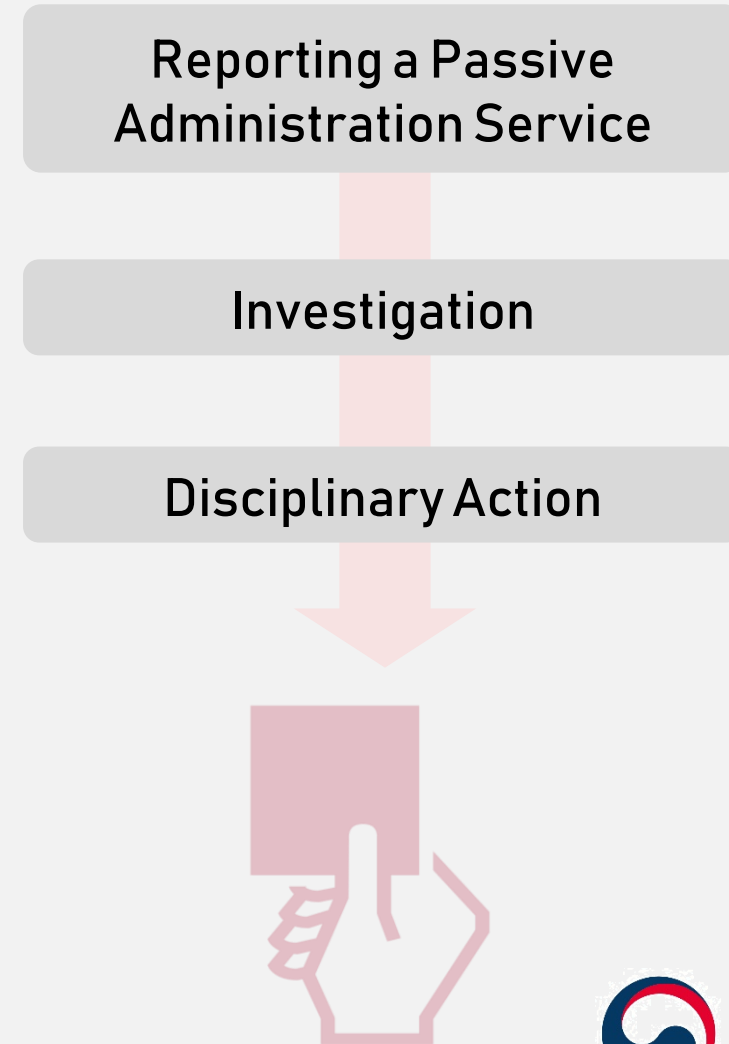 Reporting a Passive
Administration Service
Investigation
Disciplinary Action